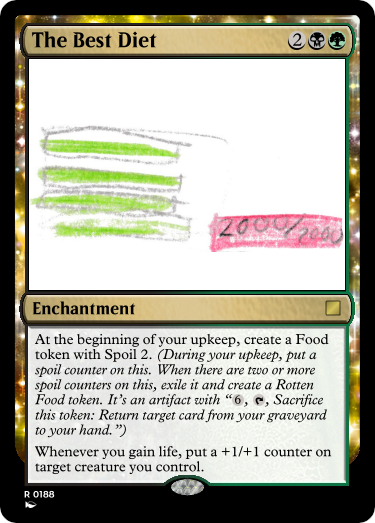 The Best Diet 2
2000/2000
Enchantment
At the beginning of your upkeep, create a Food
token with Spoil 2. (During your upkeep, put a
spoil counter on this. When there are two or more
spoil counters on this, exile it and create a Rotten
Food token. It's an artifact with “6, , Sacrifice
this token: Return target card from your graveyard
to your hand.”)
Whenever you gain life, put a +1/+1 counter on
target creature you control.
R 0188